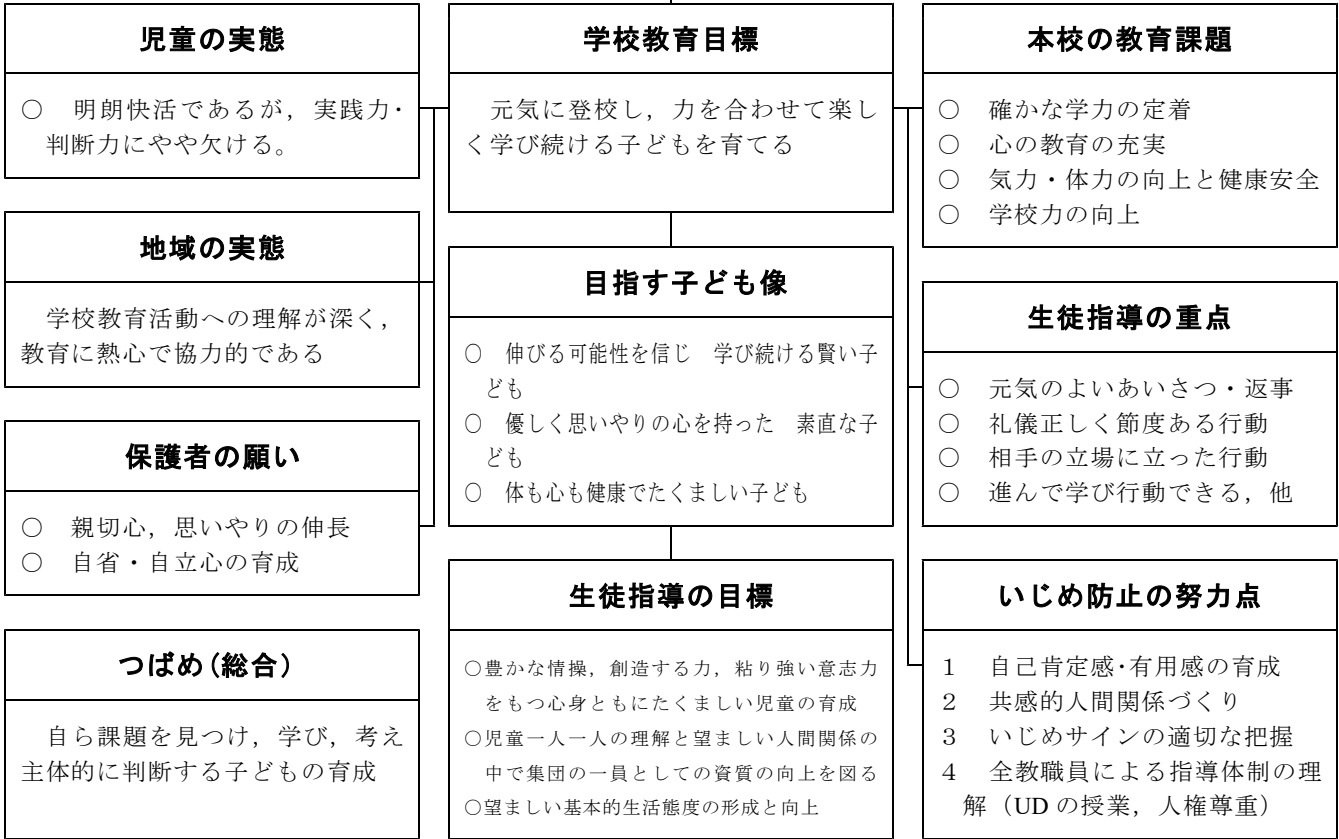 児童の実態
○　明朗快活であるが，実践力・
判断力にやや欠ける。
地域の実態
学校教育活動への理解が深く，
教育に熱心で協力的である
保護者の願い
○　親切心，思いやりの伸長
○　自省・自立心の育成
つばめ(総合）
自ら課題を見つけ，学び，考え
主体的に判断する子どもの育成
学校教育目標
元気に登校し，力を合わせて楽し
く学び続ける子どもを育てる
目指す子ども像
○　伸びる可能性を信じ　学び続ける賢い子
ども
○　優しく思いやりの心を持った　素直な子
ども
○　体も心も健康でたくましい子ども
生徒指導の目標
○豊かな情操，創造する力，粘り強い意志力
をもつ心身ともにたくましい児童の育成
○児童一人一人の理解と望ましい人間関係の
中で集団の一員としての資質の向上を図る
○望ましい基本的生活態度の形成と向上
本校の教育課題
○　確かな学力の定着
○　心の教育の充実
○　気力・体力の向上と健康安全
○　学校力の向上
生徒指導の重点
○　元気のよいあいさつ・返事
○　礼儀正しく節度ある行動
○　相手の立場に立った行動
○　進んで学び行動できる，他
いじめ防止の努力点
１　自己肯定感･有用感の育成
２　共感的人間関係づくり
３　いじめサインの適切な把握
４　全教職員による指導体制の理
解（UD の授業，人権尊重）